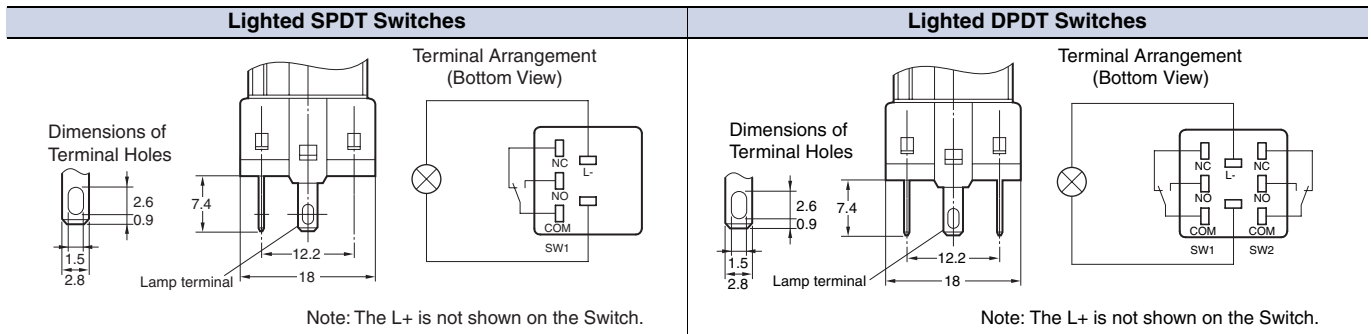 Lighted SPDT Switches
Terminal Arrangement
(Bottom View)
Dimensions of
Terminal Holes
NC
L-
NO
COM
SW1
2.6
0.9
7.4
1.5
2.8
12.2
18
Lamp terminal
Note: The L+ is not shown on the Switch.
Lighted DPDT Switches
Terminal Arrangement
(Bottom View)
Dimensions of
Terminal Holes
NC
L-
NC
NO
NO
COM
COM
SW1
SW2
2.6
0.9
7.4
1.5
2.8
12.2
18
Lamp terminal
Note: The L+ is not shown on the Switch.